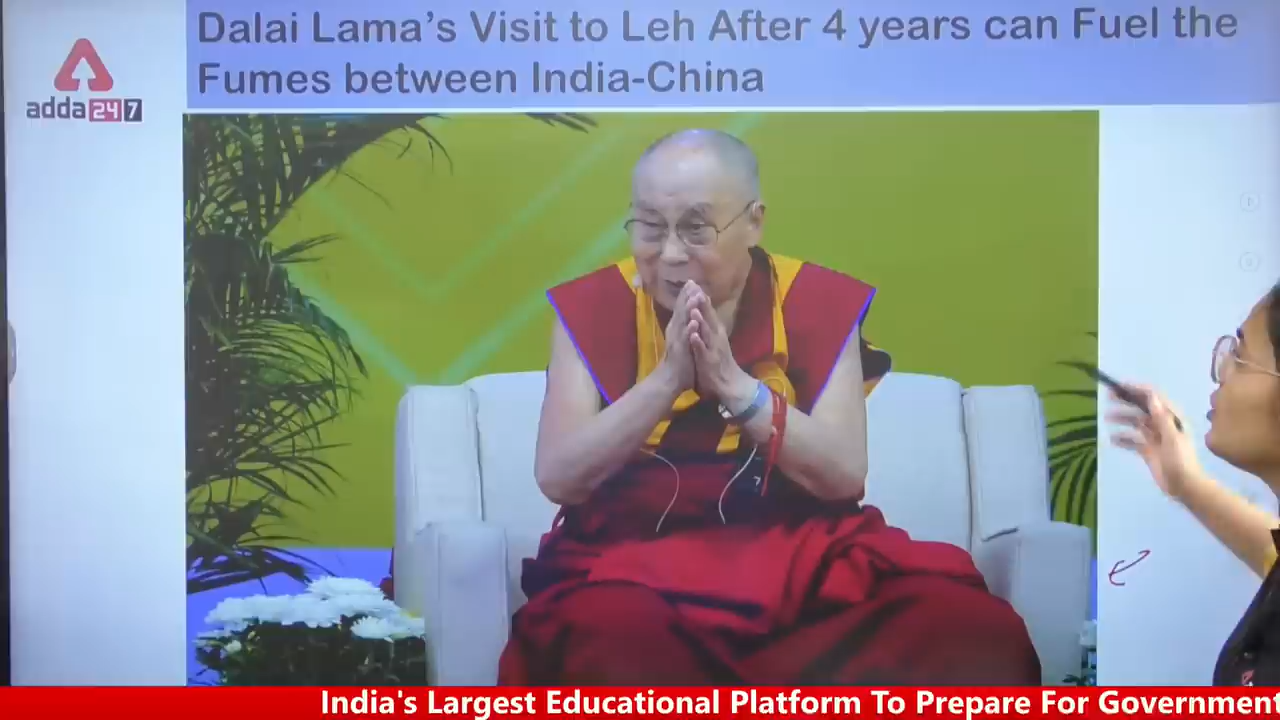 Dalai Lama's Visit to Leh After 4 years can Fuel the
Fumes between India-China
adda247
India's Largest Educational Platform To Prepare For Government